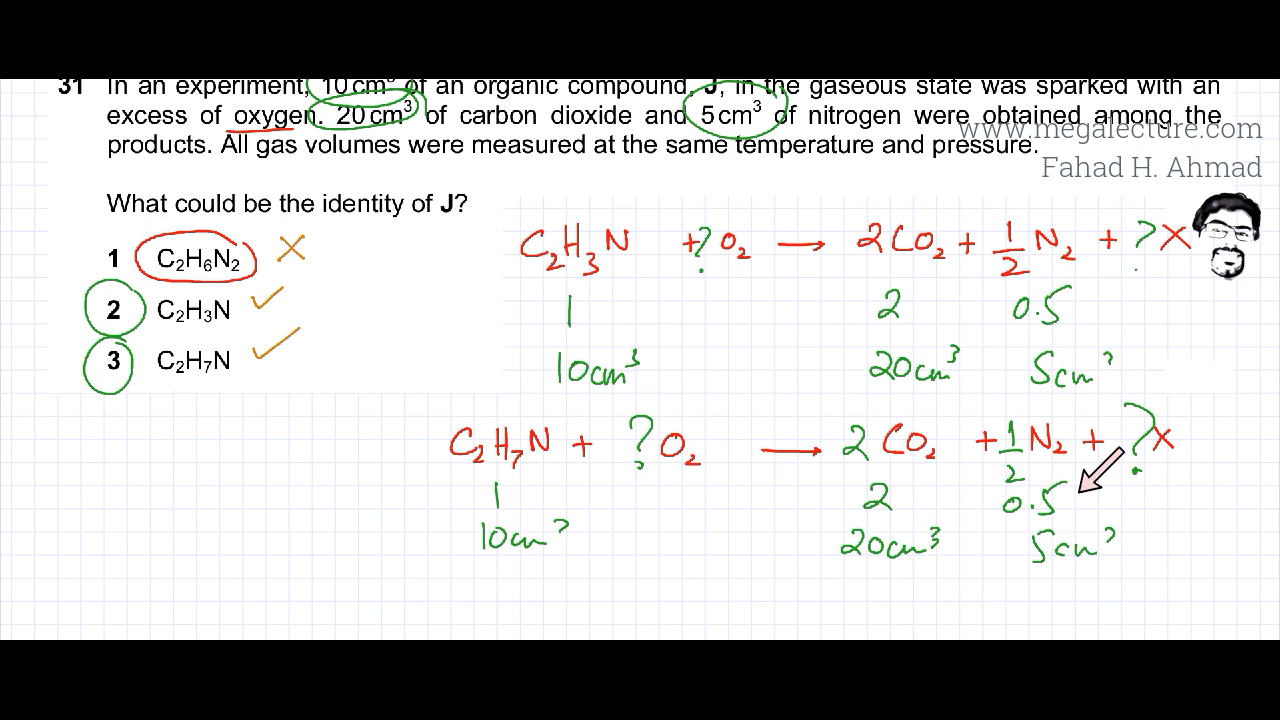 31 In an experiment, 10 cm³ of an organic compound, J, in the gaseous state was sparked with an
excess of oxygen. 20 cm³ of carbon dioxide and 5 cm³ of nitrogen were obtained among the
www.megalecture.com
products. All gas volumes were measured at the same temperature and pressure.
Fahad H. Ahmad
What could be the identity of J?
C₂H₃N + ? O₂ → 2CO₂ + 1/2 N₂ + ? X
1 C₂H₆N₂ ✗
2 C₂H₃N ✓
1 2 0.5
3 C₂H₇N ✓
10cm³ 20cm³ 5cm³
C₂H₇N + ? O₂ → 2 CO₂ + 1/2 N₂ + ? X
1 2 0.5
10cm³ 20cm³ 5cm³